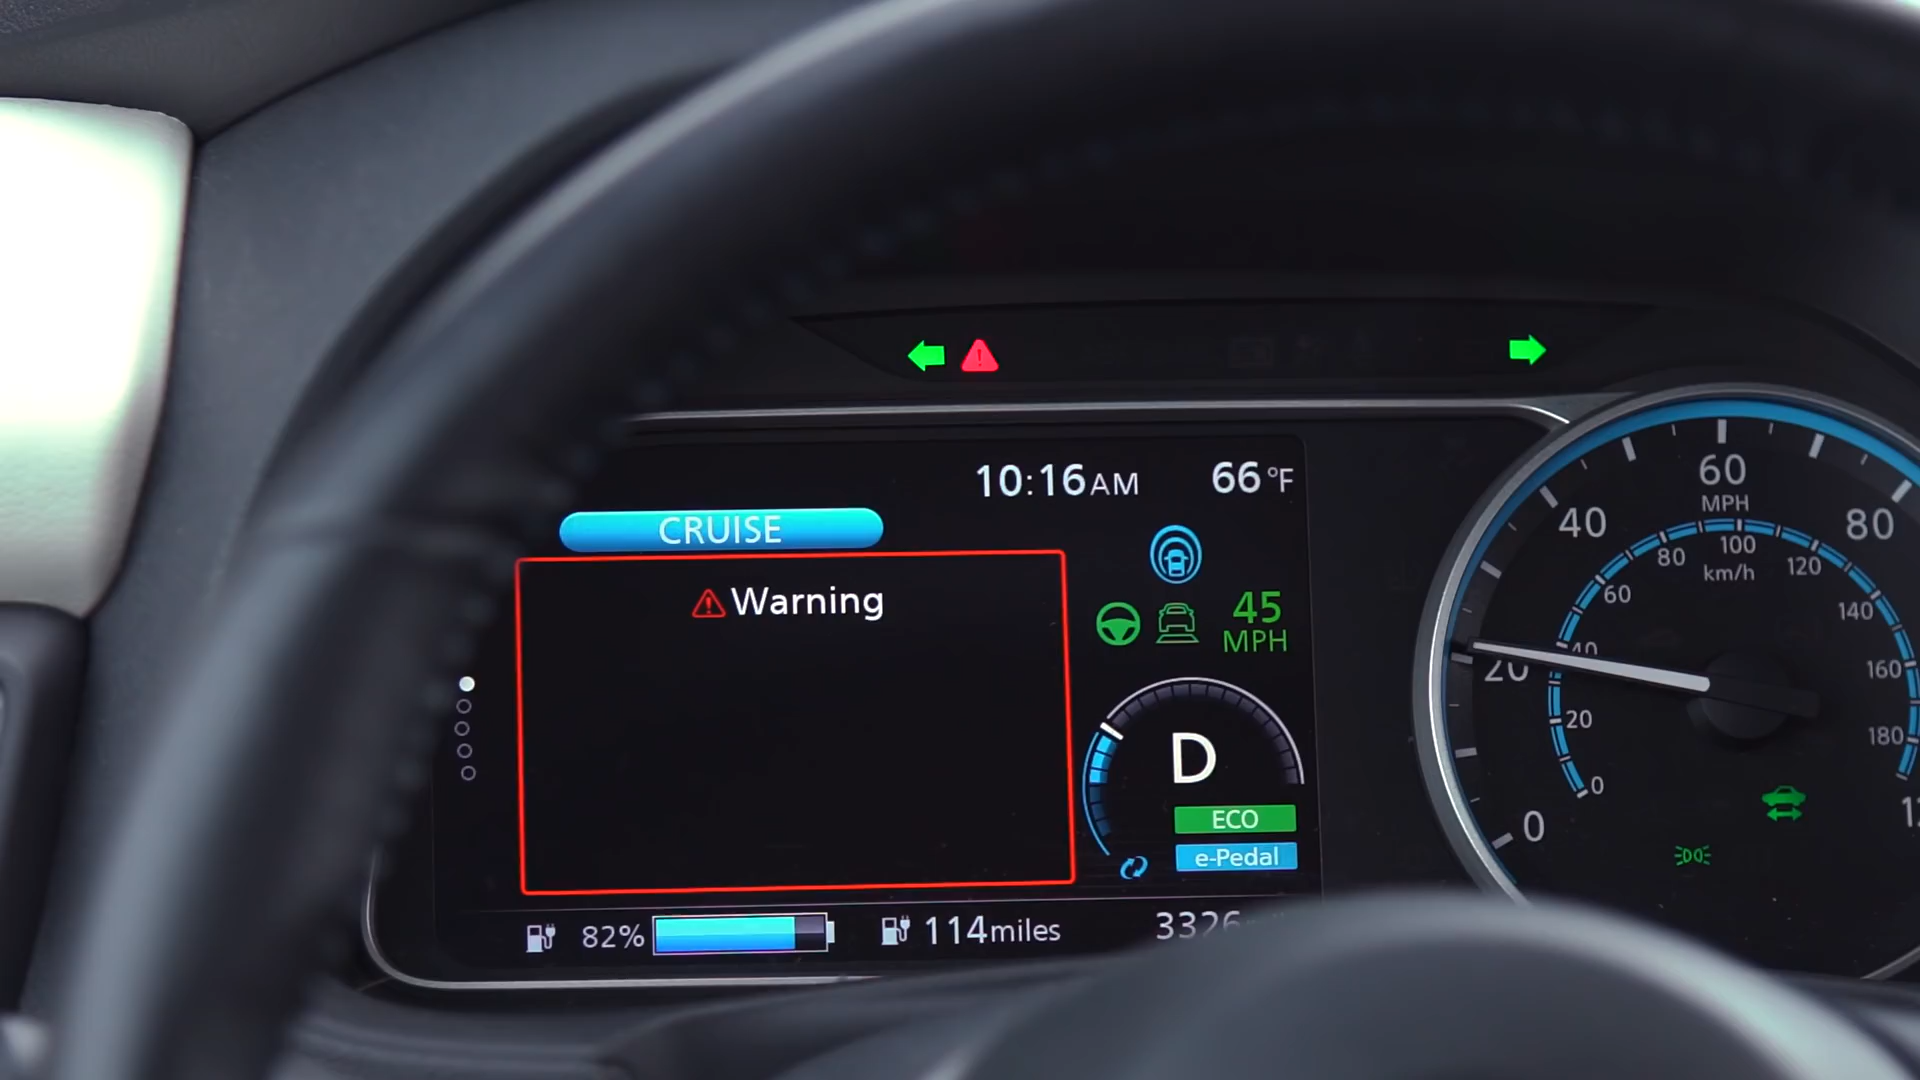 10:16AM 66°F
CRUISE
Warning
45
MPH
D
ECO
e-Pedal
82%
114miles
3326
60
MPH
40
80
20
0
100
80
120
km/h
60
140
40
160
20
180
0